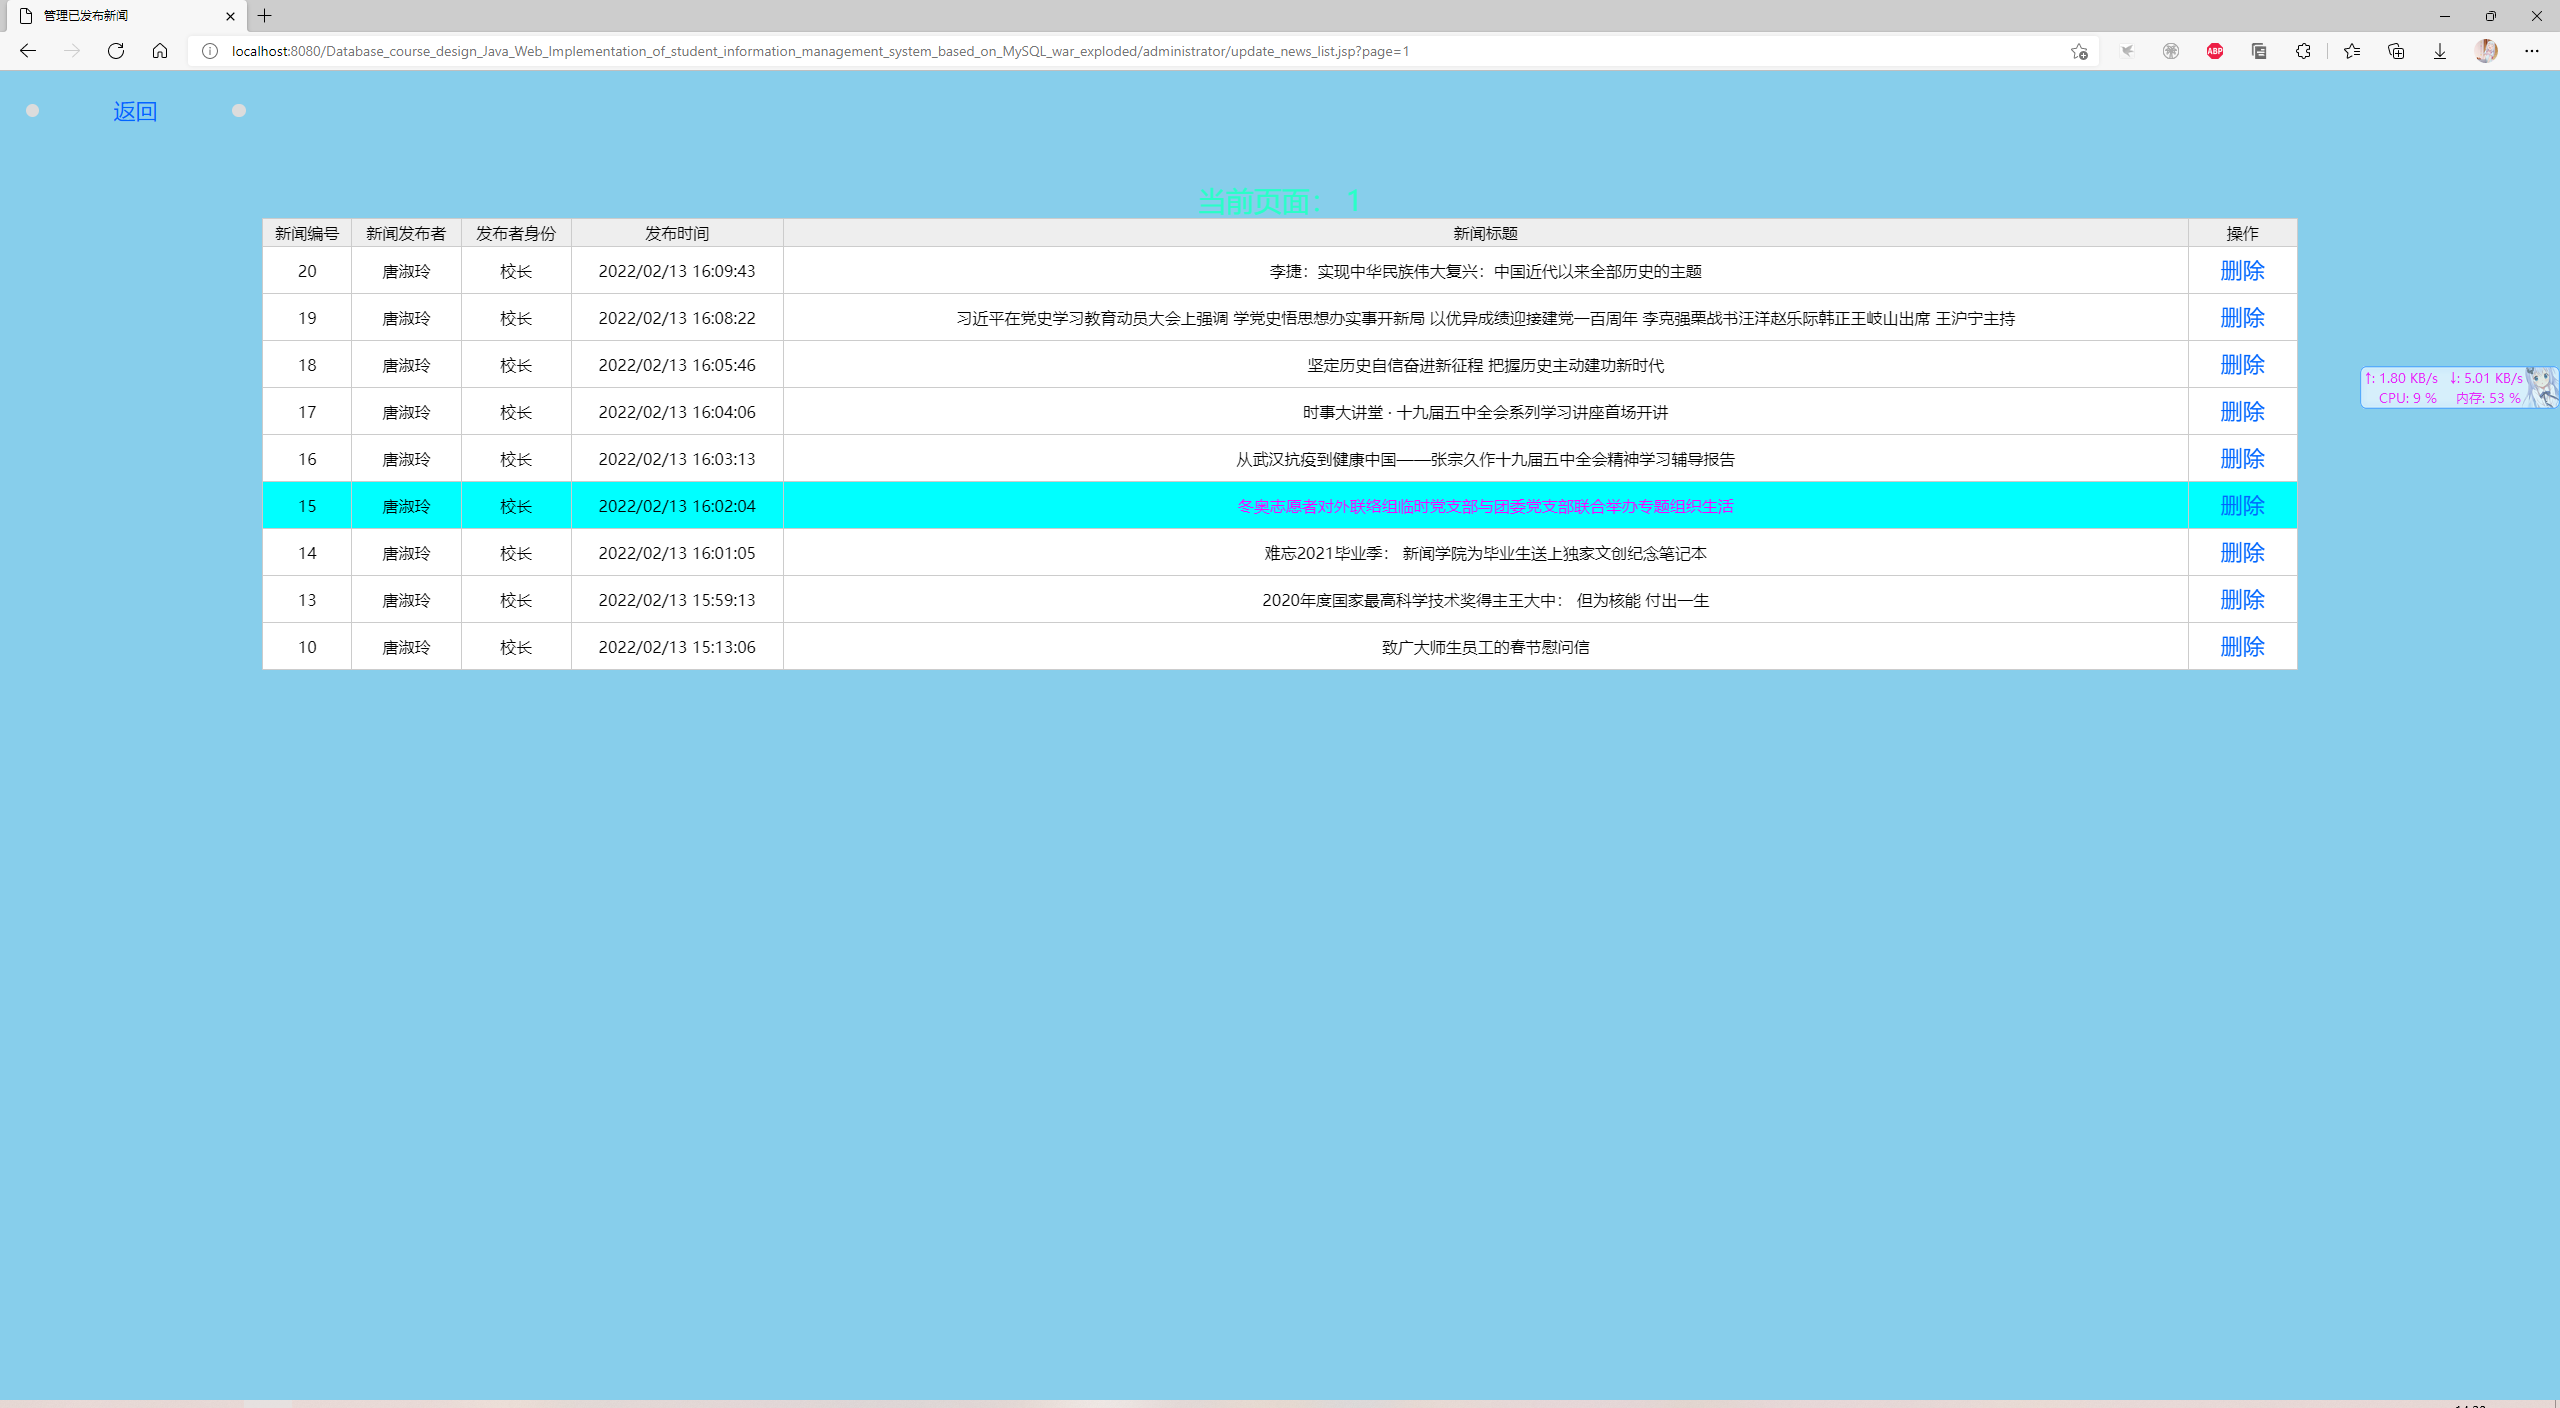 管理已发布新闻
localhost:8080/Database_course_design_Java_Web_Implementation_of_student_information_management_system_based_on_MySQL_war_exploded/administrator/update_news_list.jsp?page=1
ABP
返回
当前页面： 1
新闻编号 新闻发布者 发布者身份 发布时间 新闻标题 操作
20 唐淑玲 校长 2022/02/13 16:09:43 李捷：实现中华民族伟大复兴：中国近代以来全部历史的主题 删除
19 唐淑玲 校长 2022/02/13 16:08:22 习近平在党史学习教育动员大会上强调 学党史悟思想办实事开新局 以优异成绩迎接建党一百周年 李克强栗战书汪洋赵乐际韩正王岐山出席 王沪宁主持 删除
18 唐淑玲 校长 2022/02/13 16:05:46 坚定历史自信奋进新征程 把握历史主动建功新时代 删除
↑: 1.80 KB/s ↓: 5.01 KB/s
CPU: 9 % 内存: 53 %
17 唐淑玲 校长 2022/02/13 16:04:06 时事大讲堂 · 十九届五中全会系列学习讲座首场开讲 删除
16 唐淑玲 校长 2022/02/13 16:03:13 从武汉抗疫到健康中国——张宗久作十九届五中全会精神学习辅导报告 删除
15 唐淑玲 校长 2022/02/13 16:02:04 冬奥志愿者对外联络组临时党支部与团委党支部联合举办专题组织生活 删除
14 唐淑玲 校长 2022/02/13 16:01:05 难忘2021毕业季： 新闻学院为毕业生送上独家文创纪念笔记本 删除
13 唐淑玲 校长 2022/02/13 15:59:13 2020年度国家最高科学技术奖得主王大中： 但为核能 付出一生 删除
10 唐淑玲 校长 2022/02/13 15:13:06 致广大师生员工的春节慰问信 删除